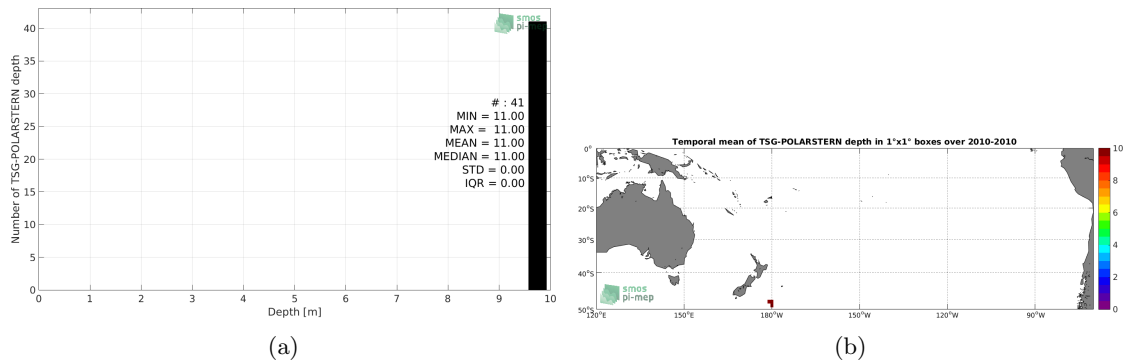 smos
pi-mep
40
35
30
25
20
15
10
5
0
Number of TSG-POLARSTERN depth
# : 41
MIN = 11.00
MAX = 11.00
MEAN = 11.00
MEDIAN = 11.00
STD = 0.00
IQR = 0.00
0 1 2 3 4 5 6 7 8 9 10
Depth [m]
(a)
Temporal mean of TSG-POLARSTERN depth in 1°x1° boxes over 2010-2010
0°
10°S
20°S
30°S
40°S
50°S
120°E 150°E 180°W 150°W 120°W 90°W
10
8
6
4
2
0
smos
pi-mep
(b)